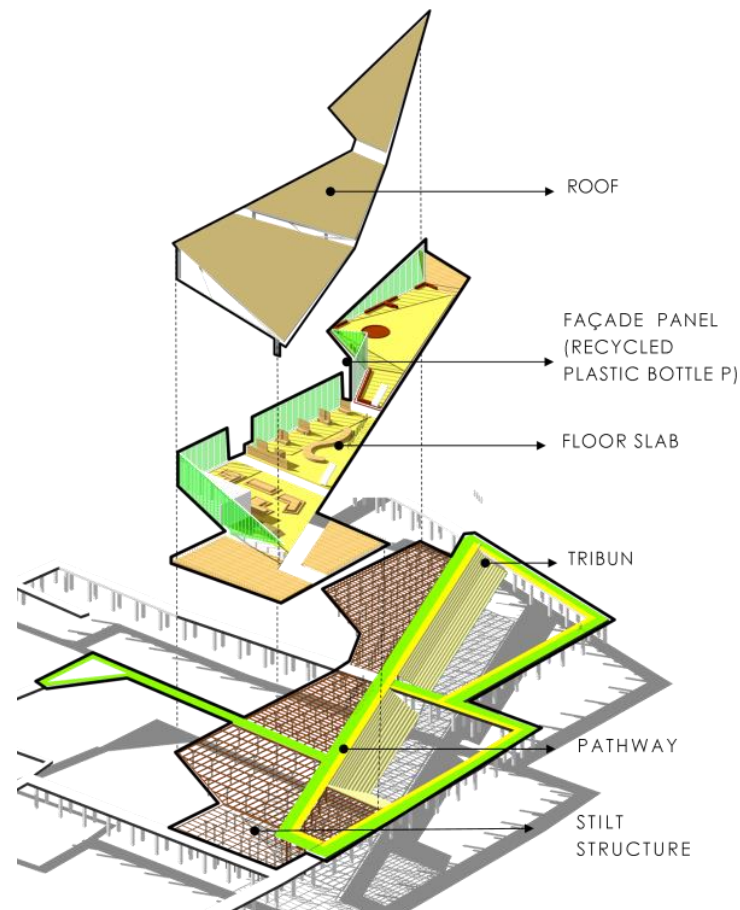 ROOF
FAÇADE PANEL
(RECYCLED
PLASTIC BOTTLE P)
FLOOR SLAB
TRIBUN
PATHWAY
STILT
STRUCTURE